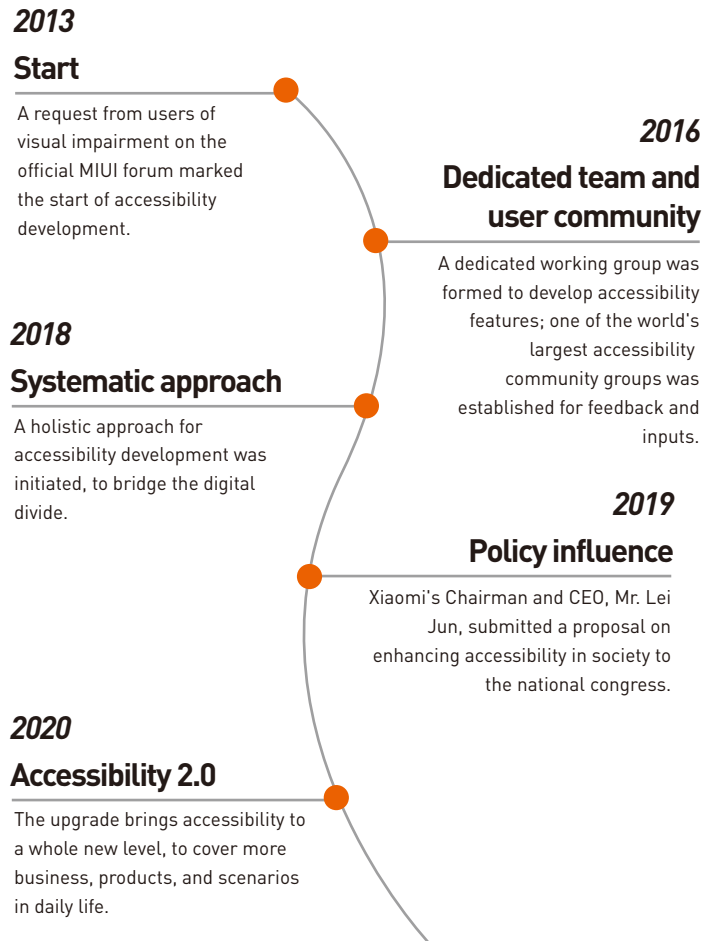 2013
Start
A request from users of
visual impairment on the
official MIUI forum marked
the start of accessibility
development.
2016
Dedicated team and
user community
A dedicated working group was
formed to develop accessibility
features; one of the world's
largest accessibility
community groups was
established for feedback and
inputs.
2018
Systematic approach
A holistic approach for
accessibility development was
initiated, to bridge the digital
divide.
2019
Policy influence
Xiaomi's Chairman and CEO, Mr. Lei
Jun, submitted a proposal on
enhancing accessibility in society to
the national congress.
2020
Accessibility 2.0
The upgrade brings accessibility to
a whole new level, to cover more
business, products, and scenarios
in daily life.